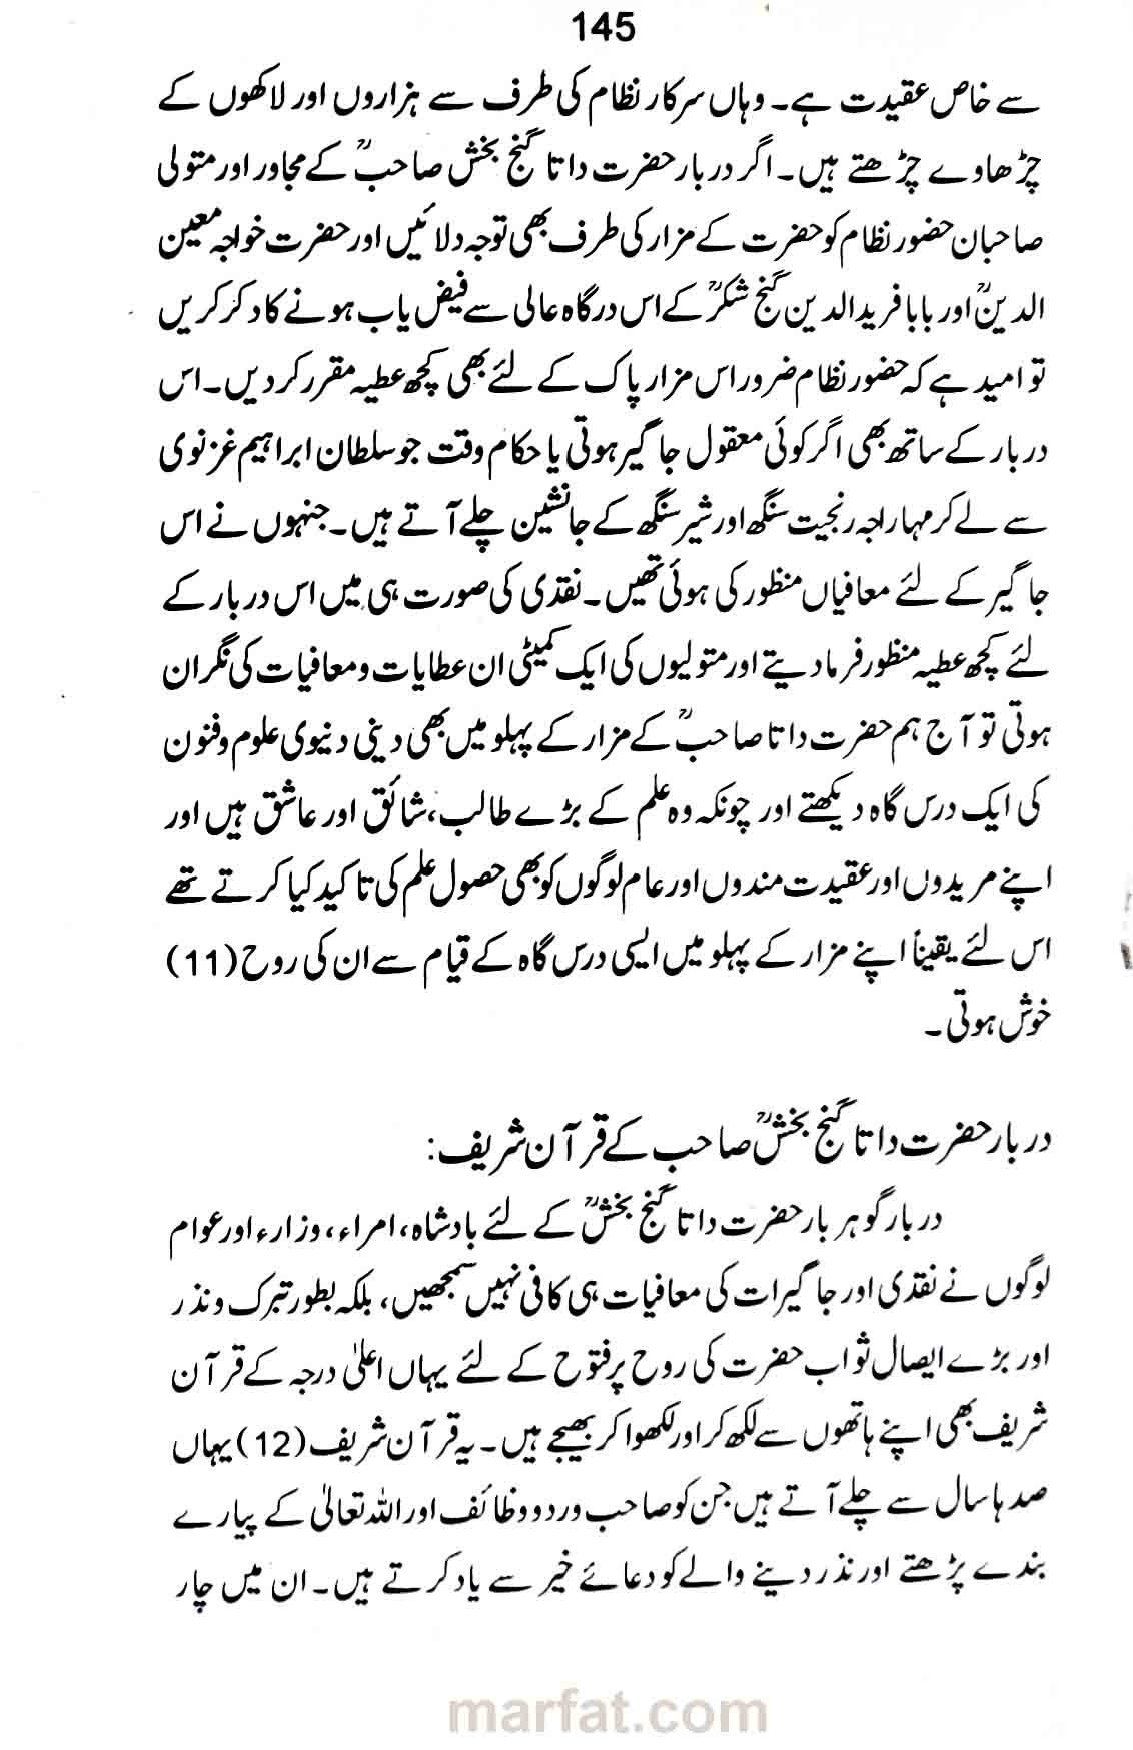 145
سے خاص عقیدت ہے۔ وہاں سرکار نظام کی طرف سے ہزاروں اور لاکھوں کے
چڑھاوے چڑھتے ہیں۔ اگر دربار حضرت داتا گنج بخش صاحبؒ کے مجاور اور متولی
صاحبان حضور نظام کو حضرت کے مزار کی طرف بھی توجہ دلائیں اور حضرت خواجہ معین
الدینؒ اور بابا فرید الدین گنج شکرؒ کے اس درگاہ عالی سے فیض یاب ہونے کا دکر کریں
تو امید ہے کہ حضور نظام ضرور اس مزار پاک کے لئے بھی کچھ عطیہ مقرر کر دیں۔ اس
دربار کے ساتھ بھی اگر کوئی معقول جاگیر ہوتی یا حکام وقت جو سلطان ابراہیم غزنوی
سے لے کر مہاراجہ رنجیت سنگھ اور شیر سنگھ کے جانشین چلے آتے ہیں۔ جنہوں نے اس
جاگیر کے لئے معافیاں منظور کی ہوئی تھیں۔ نقدی کی صورت ہی میں اس دربار کے
لئے کچھ عطیہ منظور فرما دیتے اور متولیوں کی ایک کمیٹی ان عطایات و معافیات کی نگران
ہوتی تو آج ہم حضرت داتا صاحبؒ کے مزار کے پہلو میں بھی دینی دنیوی علوم و فنون
کی ایک درس گاہ دیکھتے اور چونکہ وہ علم کے بڑے طالب، شائق اور عاشق ہیں اور
اپنے مریدوں اور عقیدت مندوں اور عام لوگوں کو بھی حصول علم کی تاکید کیا کرتے تھے
اس لئے یقیناً اپنے مزار کے پہلو میں ایسی درس گاہ کے قیام سے ان کی روح (11)
خوش ہوتی۔
دربار حضرت داتا گنج بخشؒ صاحب کے قرآن شریف:
دربار گوہر بار حضرت داتا گنج بخشؒ کے لئے بادشاہ، امراء، وزارء اور عوام
لوگوں نے نقدی اور جاگیرات کی معافیات ہی کافی نہیں سمجھیں، بلکہ بطور تبرک و نذر
اور بڑے ایصال ثواب حضرت کی روح پر فتوح کے لئے یہاں اعلیٰ درجہ کے قرآن
شریف بھی اپنے ہاتھوں سے لکھ کر اور لکھوا کر بھیجے ہیں۔ یہ قرآن شریف (12) یہاں
صدہا سال سے چلے آتے ہیں جن کو صاحب ورد و وظائف اور اللہ تعالیٰ کے پیارے
بندے پڑھتے اور نذر دینے والے کو دعائے خیر سے یاد کرتے ہیں۔ ان میں چار
marfat.com